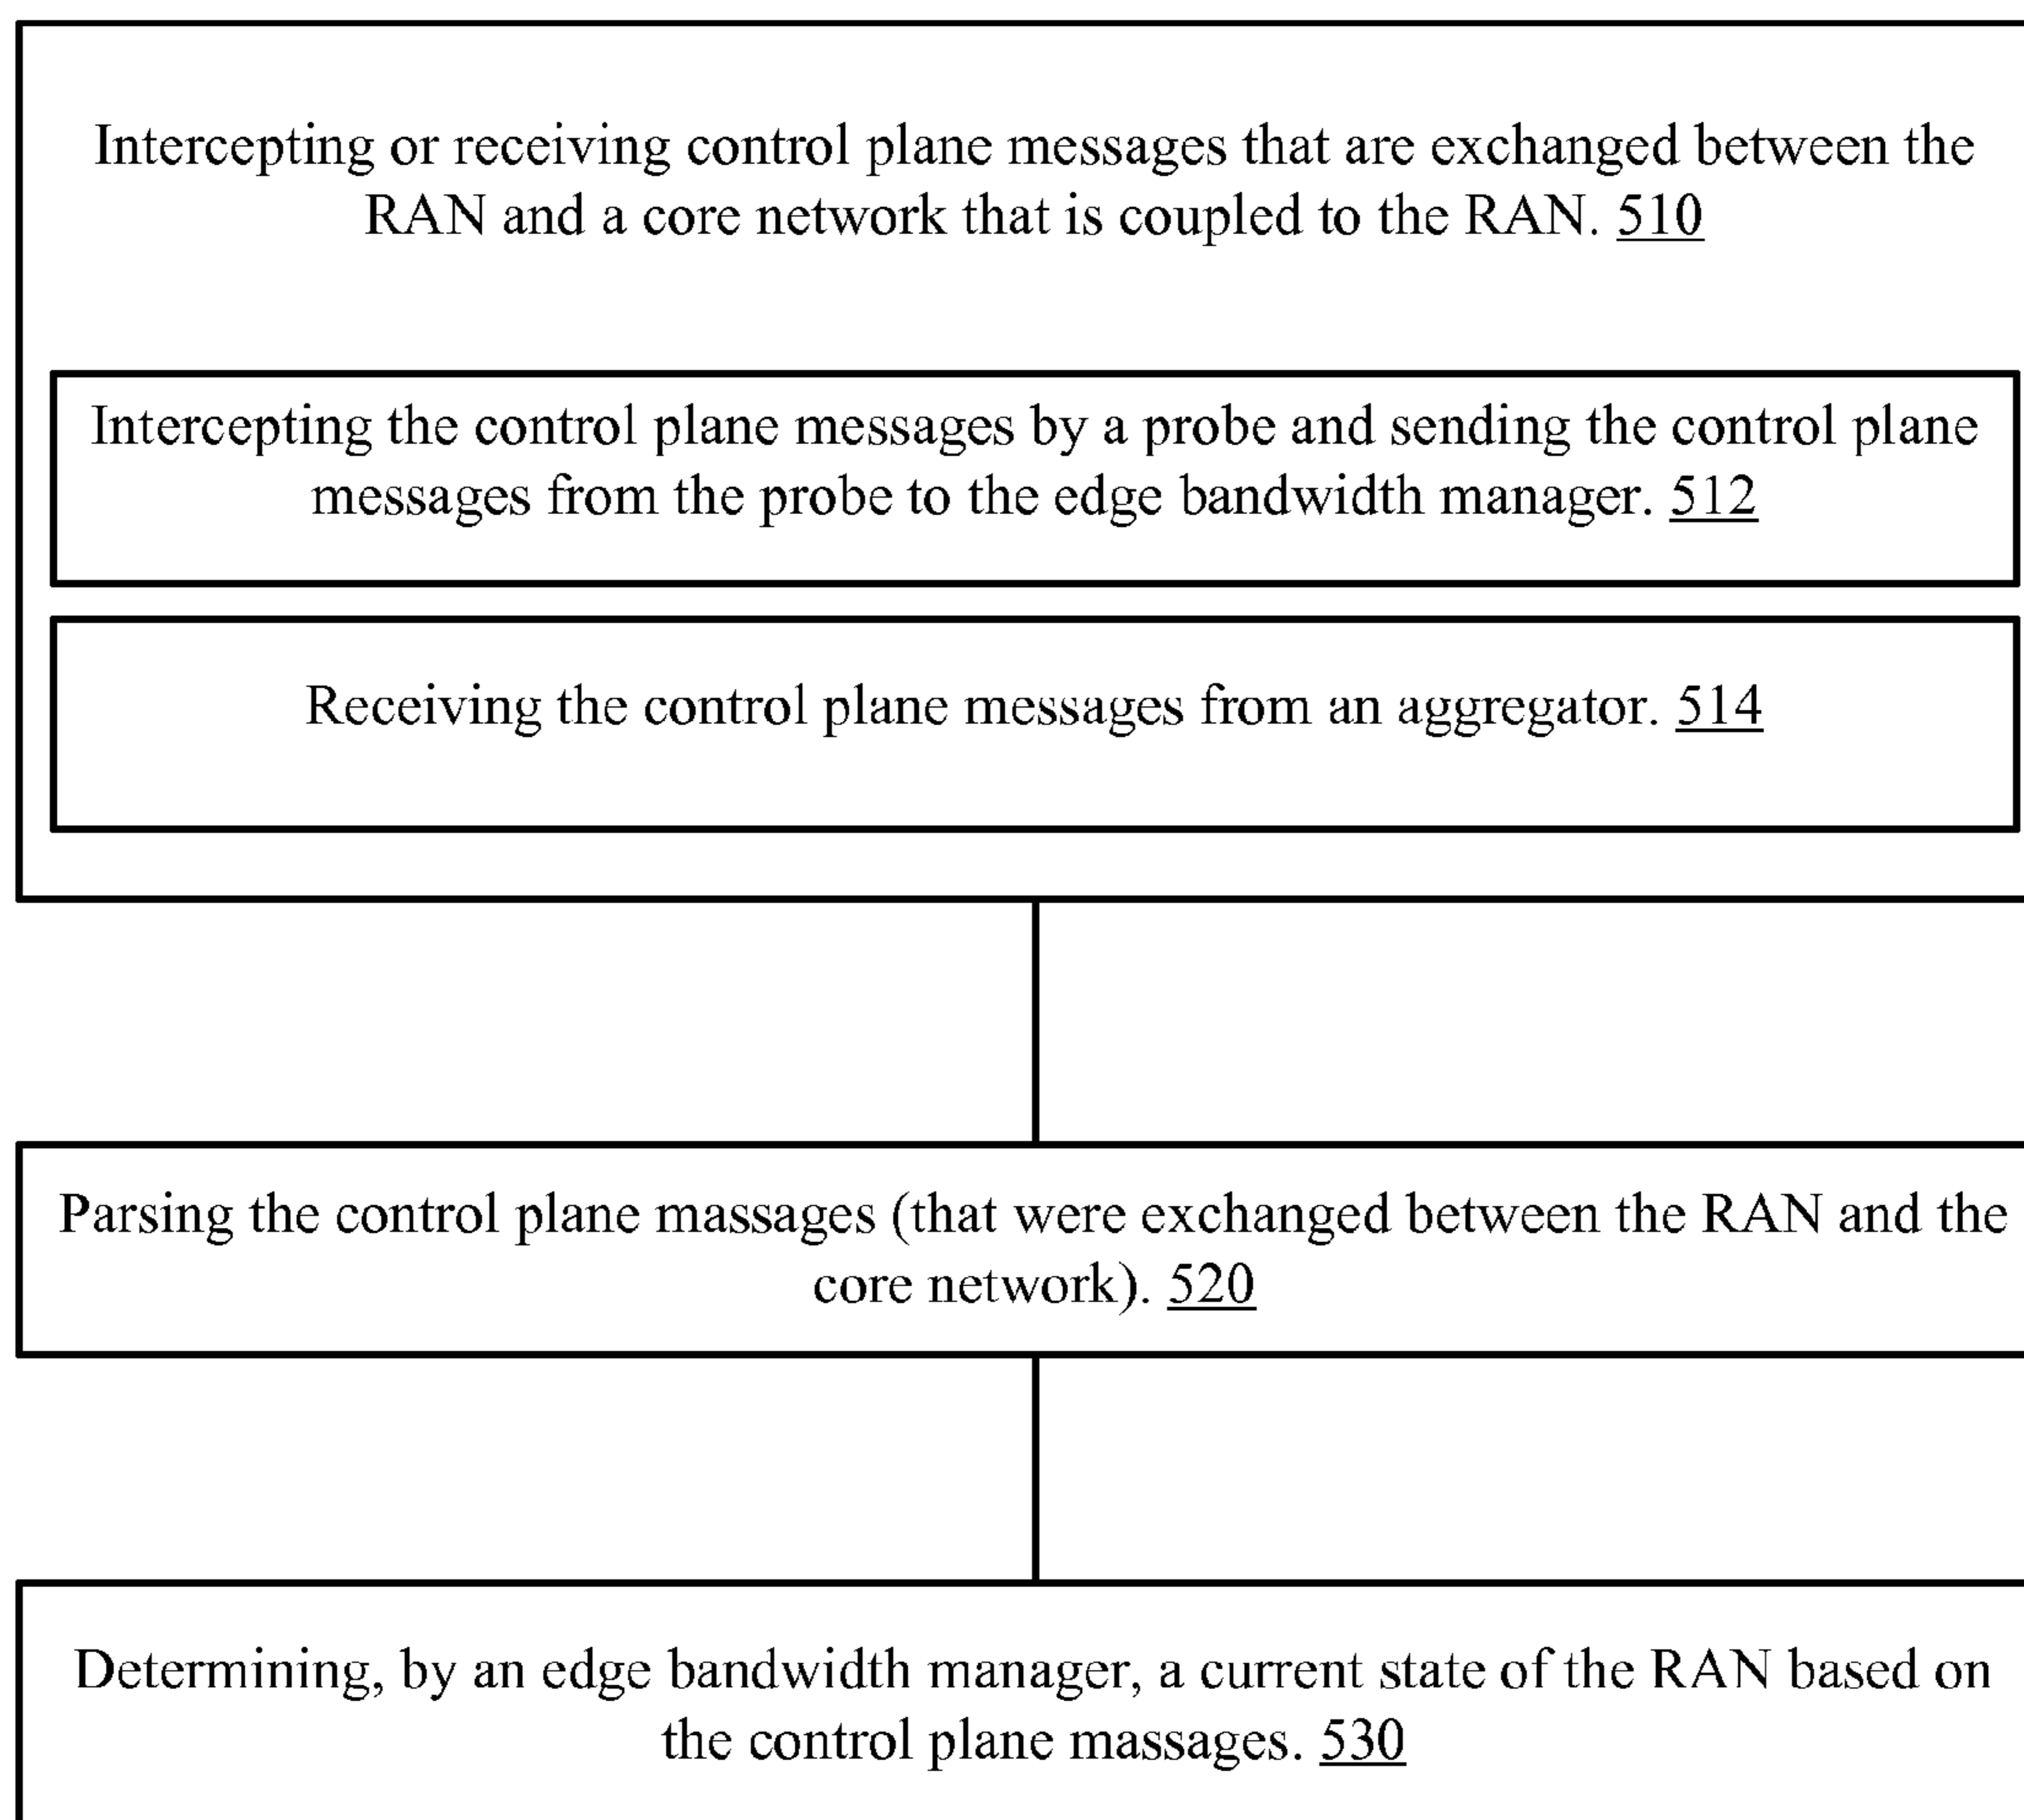 Intercepting or receiving control plane messages that are exchanged between the
RAN and a core network that is coupled to the RAN. 510
Intercepting the control plane messages by a probe and sending the control plane
messages from the probe to the edge bandwidth manager. 512
Receiving the control plane messages from an aggregator. 514
Parsing the control plane massages (that were exchanged between the RAN and the
core network). 520
Determining, by an edge bandwidth manager, a current state of the RAN based on
the control plane massages. 530